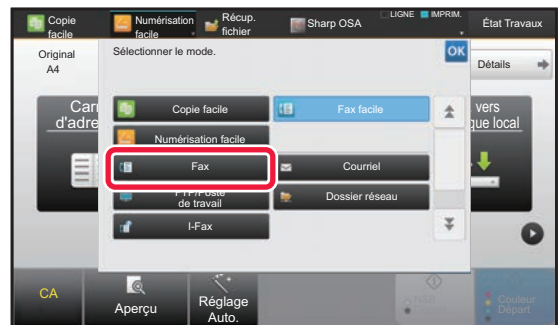 Copie
facile
Numérisation
facile
Récup.
fichier
Sharp OSA
LIGNE
IMPRIM.
État Travaux
Original
A4
Sélectionner le mode.
OK
Détails
Copie facile
Fax facile
Numérisation facile
Fax
Courriel
FTP/Poste
de travail
Dossier réseau
I-Fax
Car
d'adre
vers
que local
CA
Aperçu
Réglage
Auto.
N&B
Départ
Couleur
Départ